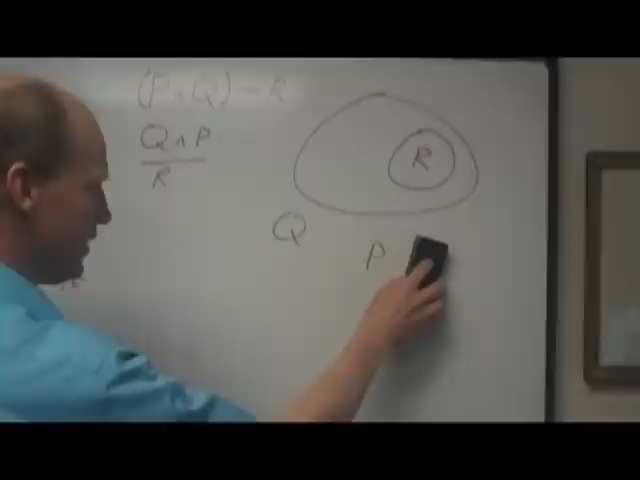 (P ∧ Q) → R
Q ∧ P
R
R
Q
P